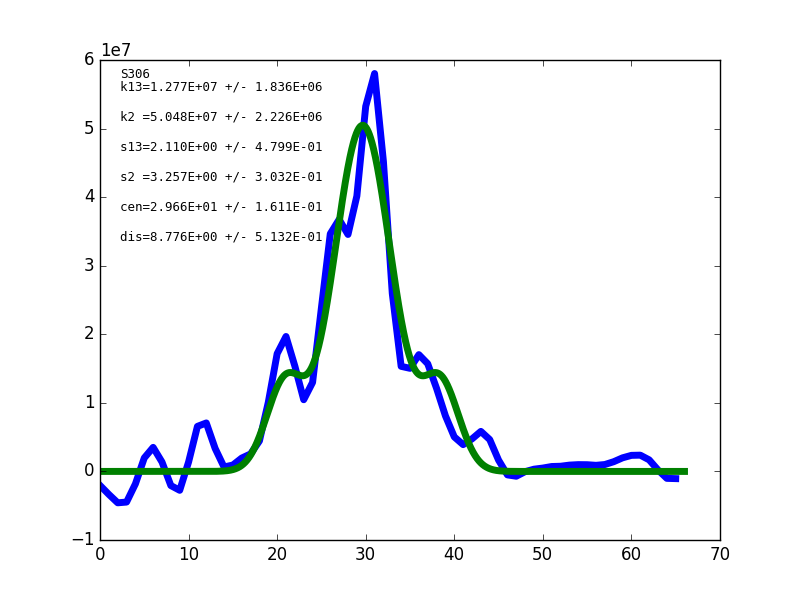 1e7
6
5
4
3
2
1
0
−1
S306
k13=1.277E+07 +/- 1.836E+06
k2 =5.048E+07 +/- 2.226E+06
s13=2.110E+00 +/- 4.799E-01
s2 =3.257E+00 +/- 3.032E-01
cen=2.966E+01 +/- 1.611E-01
dis=8.776E+00 +/- 5.132E-01
0 10 20 30 40 50 60 70